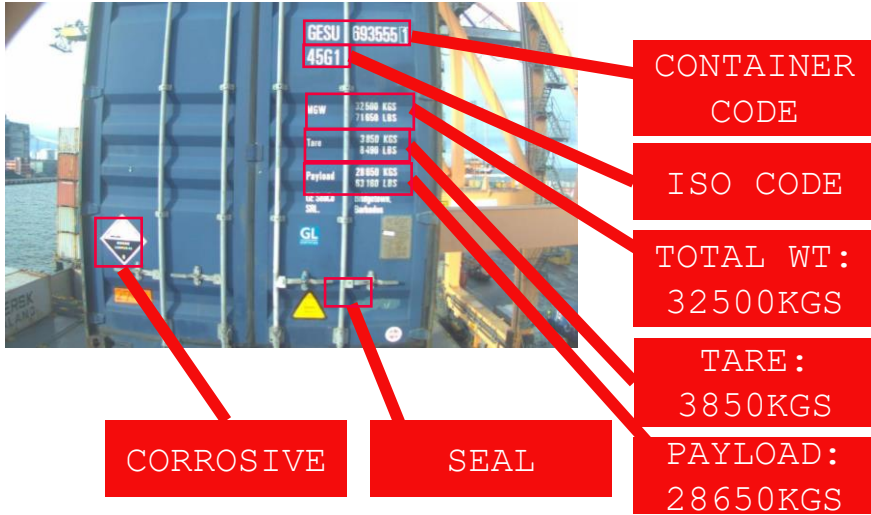 GESU 693555 1
45G1
MGW 32500 KGS
71650 LBS
Tare 3850 KGS
8490 LBS
Payload 28650 KGS
63160 LBS
SRL.
GL
CONTAINER
CODE
ISO CODE
TOTAL WT:
32500KGS
TARE:
3850KGS
PAYLOAD:
28650KGS
CORROSIVE
SEAL